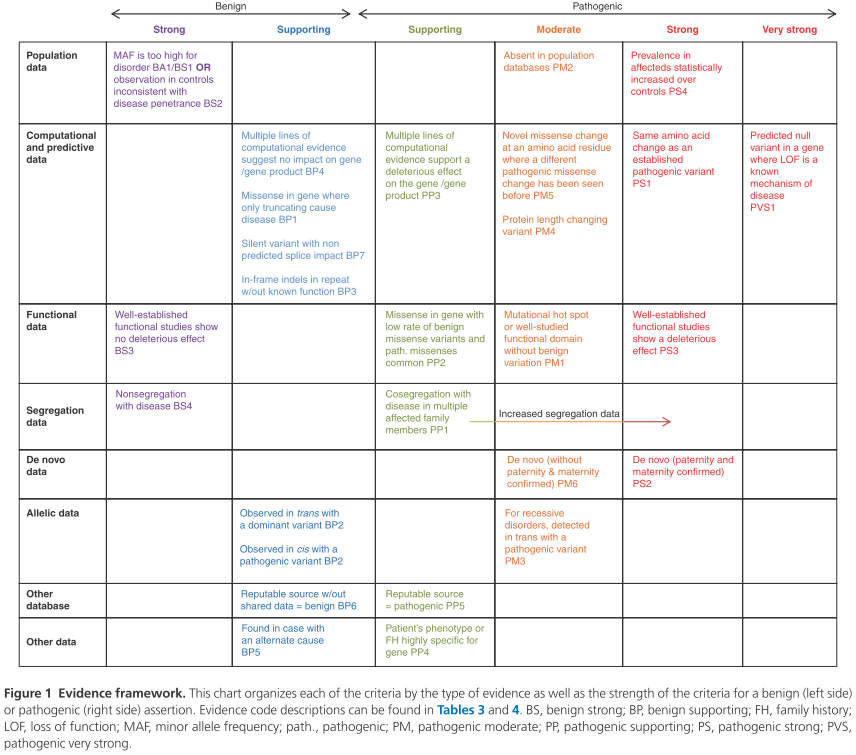 Benign
Pathogenic
Strong
Supporting
Supporting
Moderate
Strong
Very strong
Population
data
MAF is too high for
disorder BA1/BS1 OR
observation in controls
inconsistent with
disease penetrance BS2
Absent in population
databases PM2
Prevalence in
affecteds statistically
increased over
controls PS4
Computational
and predictive
data
Multiple lines of
computational evidence
suggest no impact on gene
/gene product BP4
Missense in gene where
only truncating cause
disease BP1
Silent variant with non
predicted splice impact BP7
In-frame indels in repeat
w/out known function BP3
Multiple lines of
computational
evidence support a
deleterious effect
on the gene /gene
product PP3
Novel missense change
at an amino acid residue
where a different
pathogenic missense
change has been seen
before PM5
Protein length changing
variant PM4
Same amino acid
change as an
established
pathogenic variant
PS1
Predicted null
variant in a gene
where LOF is a
known
mechanism of
disease
PVS1
Functional
data
Well-established
functional studies show
no deleterious effect
BS3
Missense in gene with
low rate of benign
missense variants and
path. missenses
common PP2
Mutational hot spot
or well-studied
functional domain
without benign
variation PM1
Well-established
functional studies
show a deleterious
effect PS3
Segregation
data
Nonsegregation
with disease BS4
Cosegregation with
disease in multiple
affected family
members PP1
Increased segregation data
De novo
data
De novo (without
paternity & maternity
confirmed) PM6
De novo (paternity and
maternity confirmed)
PS2
Allelic data
Observed in trans with
a dominant variant BP2
Observed in cis with a
pathogenic variant BP2
For recessive
disorders, detected
in trans with a
pathogenic variant
PM3
Other
database
Reputable source w/out
shared data = benign BP6
Reputable source
= pathogenic PP5
Other data
Found in case with
an alternate cause
BP5
Patient's phenotype or
FH highly specific for
gene PP4
Figure 1 Evidence framework. This chart organizes each of the criteria by the type of evidence as well as the strength of the criteria for a benign (left side)
or pathogenic (right side) assertion. Evidence code descriptions can be found in Tables 3 and 4. BS, benign strong; BP, benign supporting; FH, family history;
LOF, loss of function; MAF, minor allele frequency; path., pathogenic; PM, pathogenic moderate; PP, pathogenic supporting; PS, pathogenic strong; PVS,
pathogenic very strong.